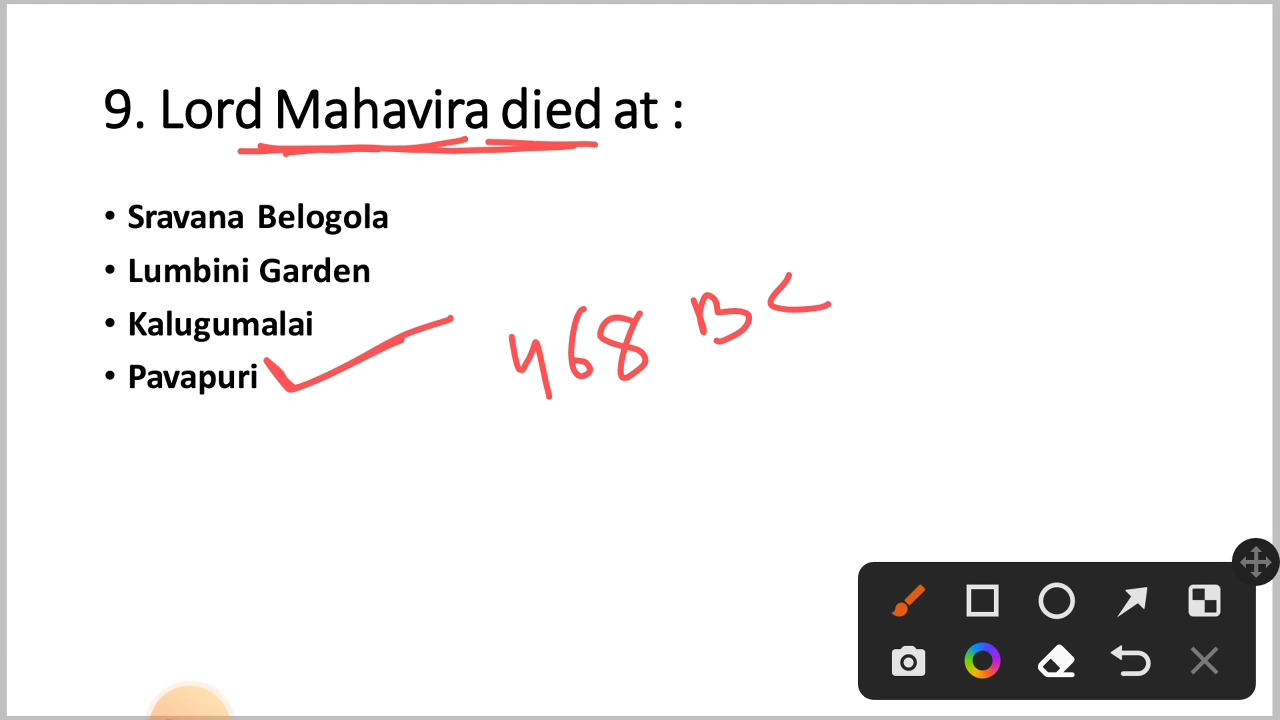 9. Lord Mahavira died at :
• Sravana Belogola
• Lumbini Garden
• Kalugumalai
• Pavapuri
468 BC